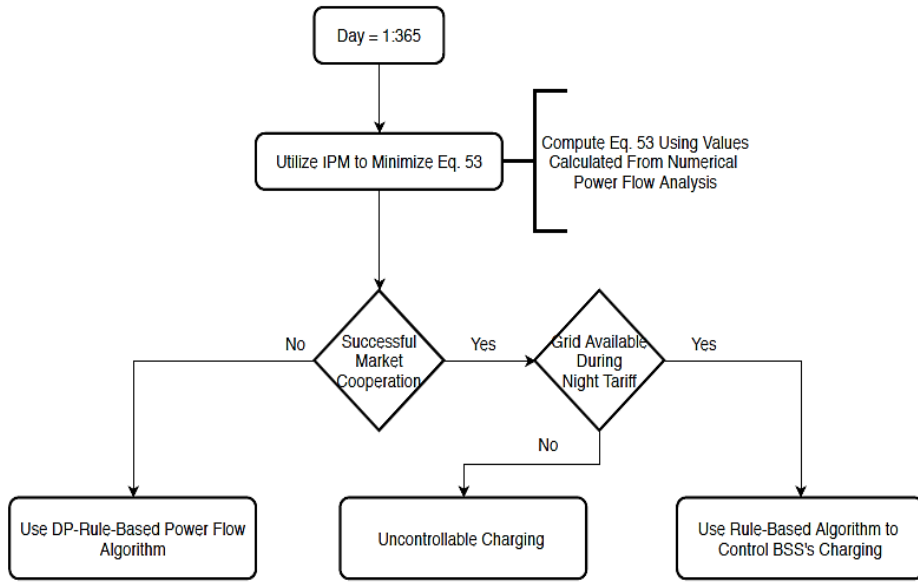 Day = 1:365
Utilize IPM to Minimize Eq. 53
Compute Eq. 53 Using Values
Calculated From Numerical
Power Flow Analysis
No
Successful
Market
Cooperation
Yes
Grid Available
During
Night Tariff
Yes
No
Use DP-Rule-Based Power Flow
Algorithm
Uncontrollable Charging
Use Rule-Based Algorithm to
Control BSS's Charging